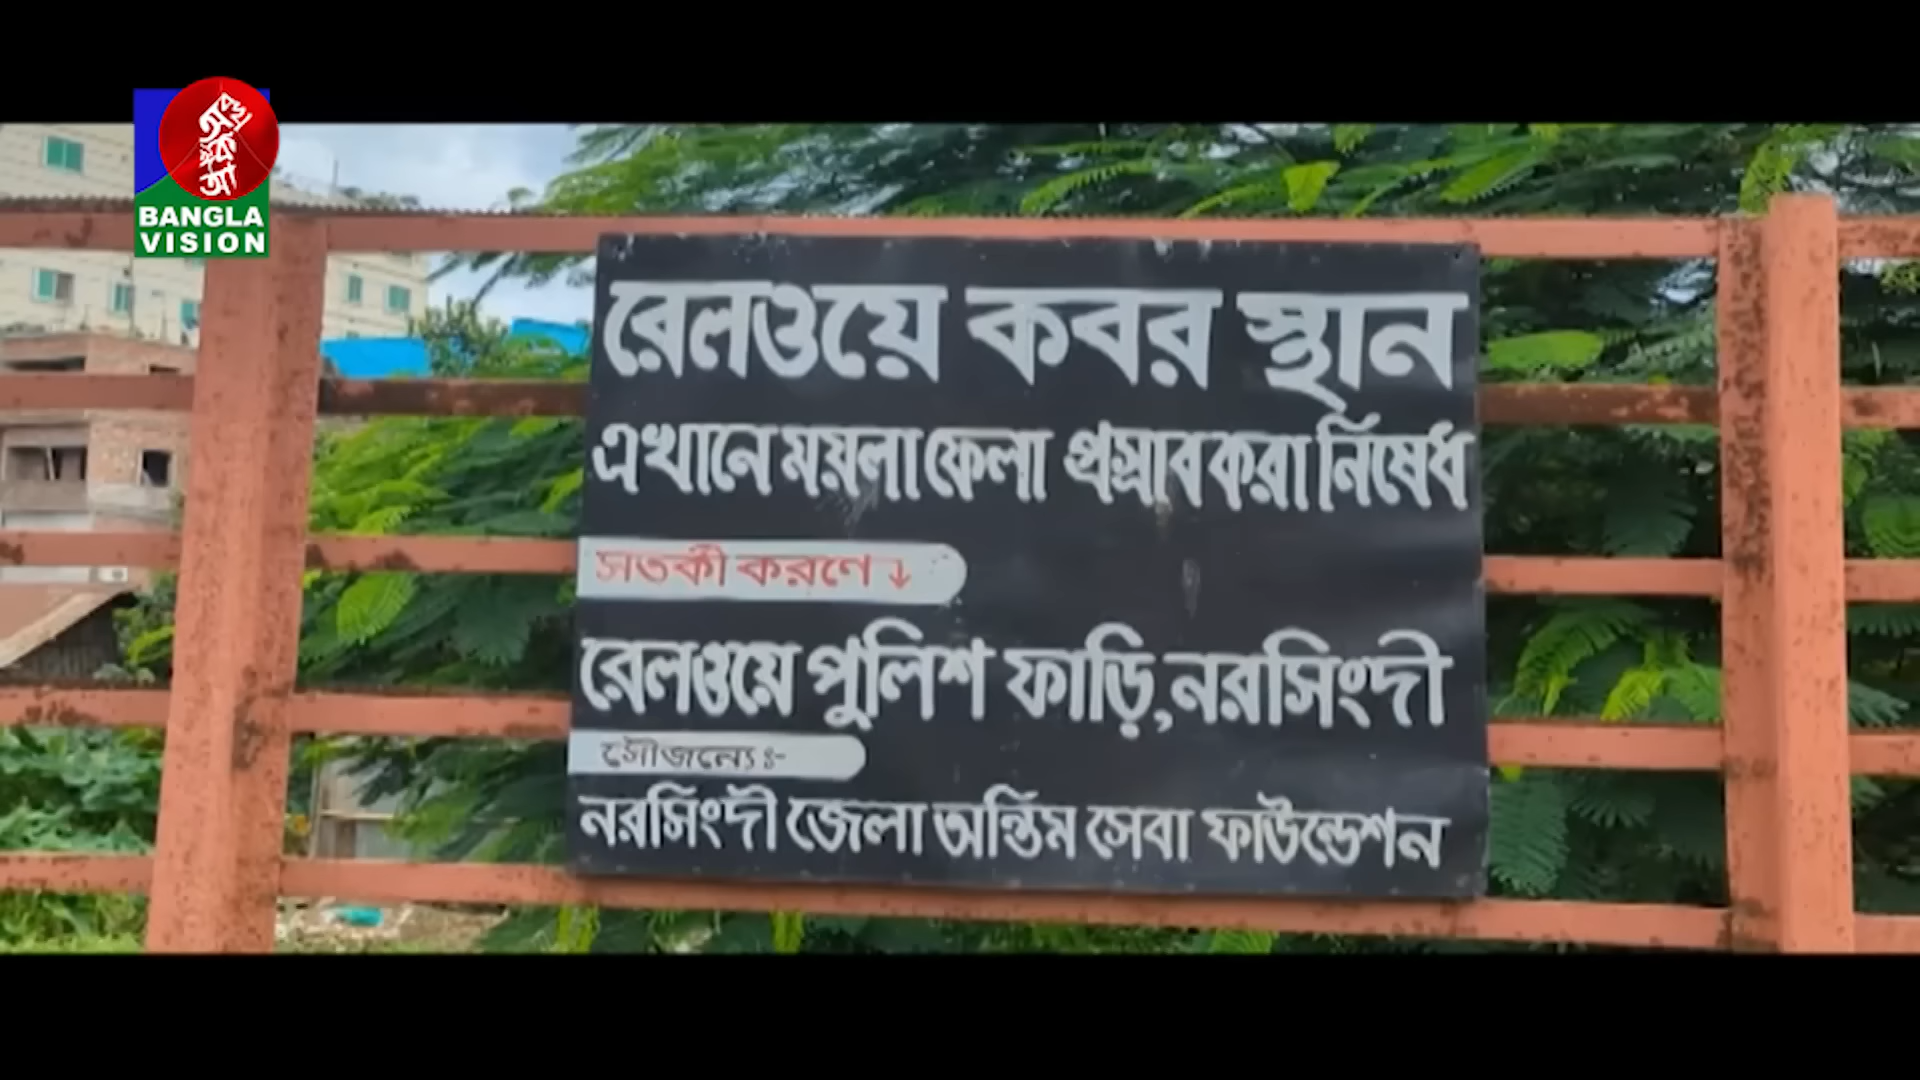 BANGLA
VISION
রেলওয়ে কবর স্থান
এখানে ময়লা ফেলা প্রস্রাব করা নিষেধ
সতর্কী করণে↓
রেলওয়ে পুলিশ ফাড়ি, নরসিংদী
সৌজন্যে ঃ-
নরসিংদী জেলা অন্তিম সেবা ফাউন্ডেশন